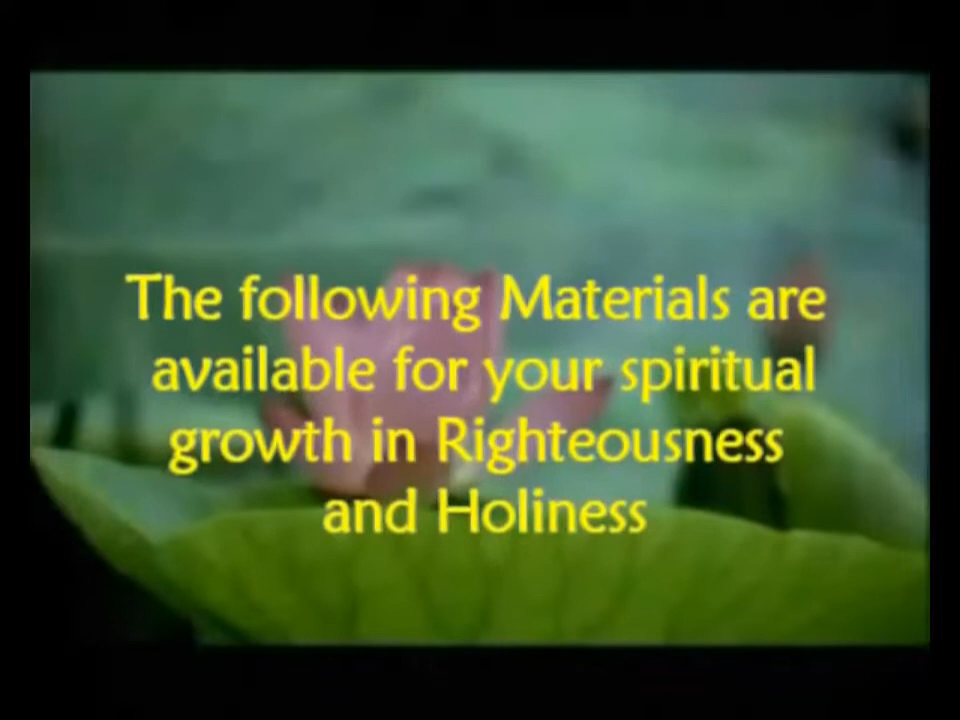 The following Materials are
available for your spiritual
growth in Righteousness
and Holiness